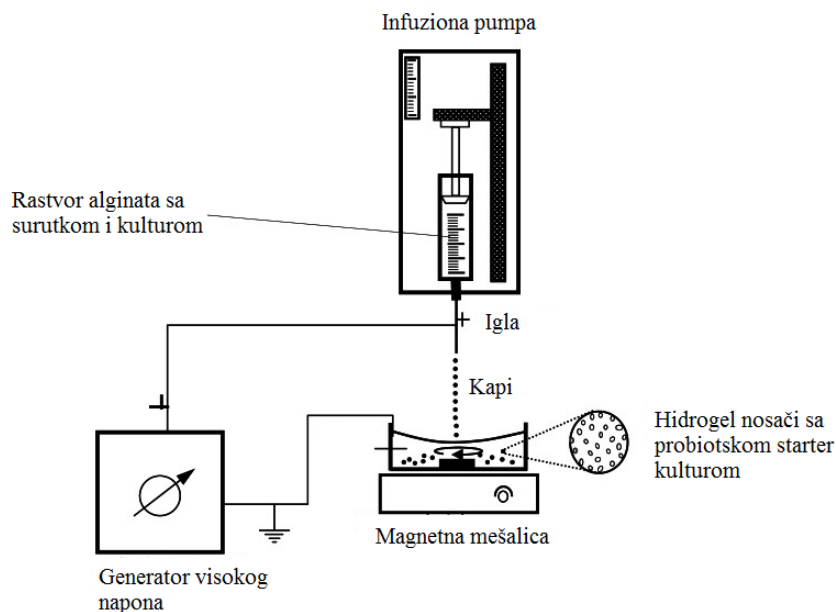 Infuziona pumpa
Rastvor alginata sa
surutkom i kulturom
Igla
Kapi
Hidrogel nosači sa
probiotskom starter
kulturom
Magnetna mešalica
Generator visokog
napona